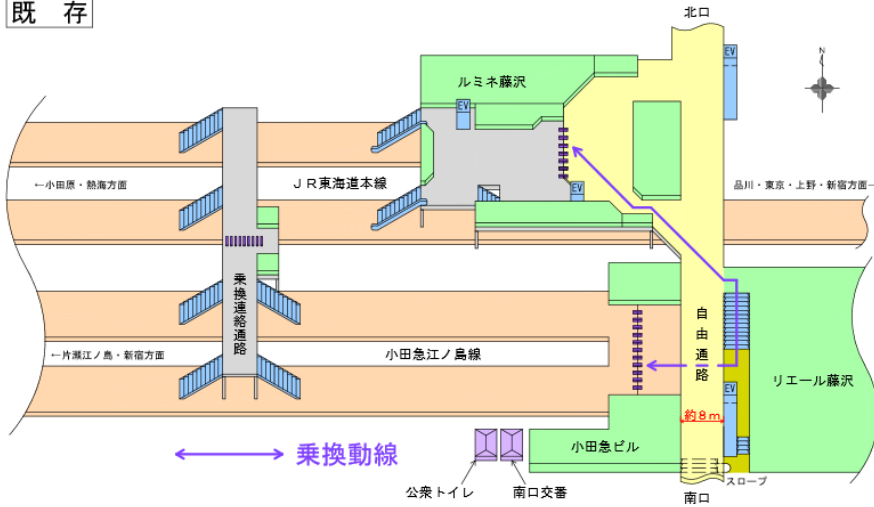 既 存
北口
EV
ルミネ藤沢
EV
N
JR東海道本線
←小田原・熱海方面
品川・東京・上野・新宿方面→
EV
乗換連絡通路
自由通路
←片瀬江ノ島・新宿方面
小田急江ノ島線
リエール藤沢
EV
約8m
小田急ビル
乗換動線
スロープ
公衆トイレ
南口交番
南口